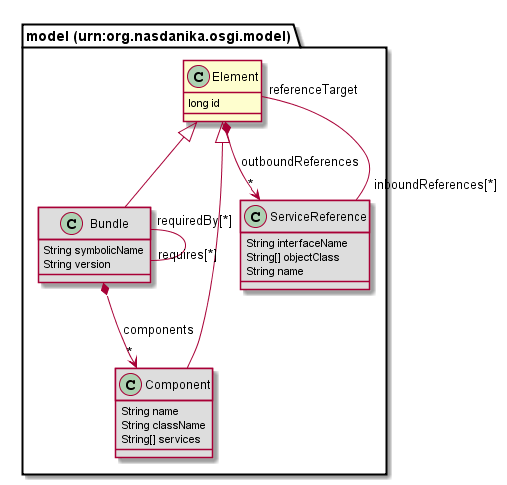 model (urn:org.nasdanika.osgi.model)
C Element
long id
referenceTarget
outboundReferences
*
inboundReferences[*]
C Bundle
String symbolicName
String version
requiredBy[*]
requires[*]
C ServiceReference
String interfaceName
String[] objectClass
String name
components
*
C Component
String name
String className
String[] services